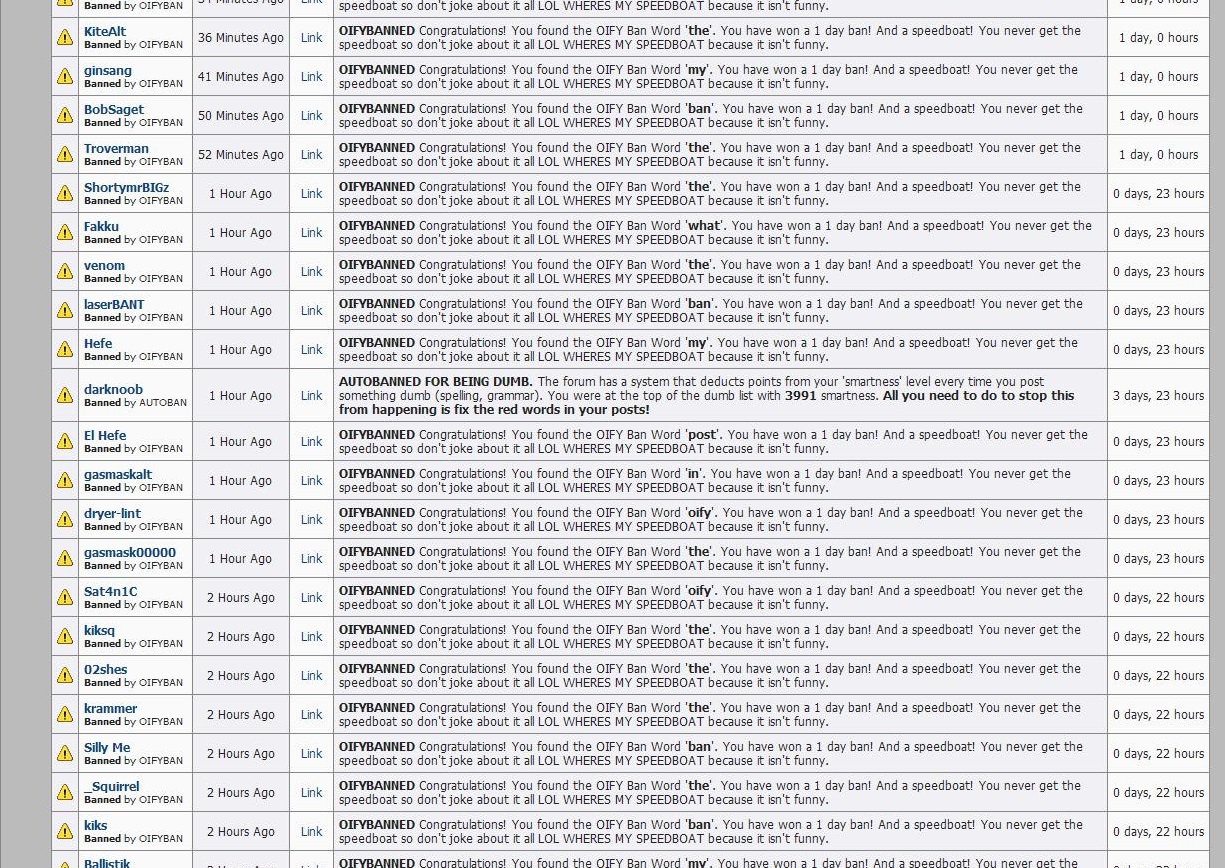 Banned by OIFYBAN
Minutes Ago
Link
speedboat so don't joke about it all LOL WHERES MY SPEEDBOAT because it isn't funny.
1 day, 0 hours
KiteAlt
Banned by OIFYBAN
36 Minutes Ago
Link
OIFYBANNED Congratulations! You found the OIFY Ban Word 'the'. You have won a 1 day ban! And a speedboat! You never get the
speedboat so don't joke about it all LOL WHERES MY SPEEDBOAT because it isn't funny.
1 day, 0 hours
ginsang
Banned by OIFYBAN
41 Minutes Ago
Link
OIFYBANNED Congratulations! You found the OIFY Ban Word 'my'. You have won a 1 day ban! And a speedboat! You never get the
speedboat so don't joke about it all LOL WHERES MY SPEEDBOAT because it isn't funny.
1 day, 0 hours
BobSaget
Banned by OIFYBAN
50 Minutes Ago
Link
OIFYBANNED Congratulations! You found the OIFY Ban Word 'ban'. You have won a 1 day ban! And a speedboat! You never get the
speedboat so don't joke about it all LOL WHERES MY SPEEDBOAT because it isn't funny.
1 day, 0 hours
Troverman
Banned by OIFYBAN
52 Minutes Ago
Link
OIFYBANNED Congratulations! You found the OIFY Ban Word 'the'. You have won a 1 day ban! And a speedboat! You never get the
speedboat so don't joke about it all LOL WHERES MY SPEEDBOAT because it isn't funny.
1 day, 0 hours
ShortymrBIGz
Banned by OIFYBAN
1 Hour Ago
Link
OIFYBANNED Congratulations! You found the OIFY Ban Word 'the'. You have won a 1 day ban! And a speedboat! You never get the
speedboat so don't joke about it all LOL WHERES MY SPEEDBOAT because it isn't funny.
0 days, 23 hours
Fakku
Banned by OIFYBAN
1 Hour Ago
Link
OIFYBANNED Congratulations! You found the OIFY Ban Word 'what'. You have won a 1 day ban! And a speedboat! You never get the
speedboat so don't joke about it all LOL WHERES MY SPEEDBOAT because it isn't funny.
0 days, 23 hours
venom
Banned by OIFYBAN
1 Hour Ago
Link
OIFYBANNED Congratulations! You found the OIFY Ban Word 'the'. You have won a 1 day ban! And a speedboat! You never get the
speedboat so don't joke about it all LOL WHERES MY SPEEDBOAT because it isn't funny.
0 days, 23 hours
laserBANT
Banned by OIFYBAN
1 Hour Ago
Link
OIFYBANNED Congratulations! You found the OIFY Ban Word 'ban'. You have won a 1 day ban! And a speedboat! You never get the
speedboat so don't joke about it all LOL WHERES MY SPEEDBOAT because it isn't funny.
0 days, 23 hours
Hefe
Banned by OIFYBAN
1 Hour Ago
Link
OIFYBANNED Congratulations! You found the OIFY Ban Word 'my'. You have won a 1 day ban! And a speedboat! You never get the
speedboat so don't joke about it all LOL WHERES MY SPEEDBOAT because it isn't funny.
0 days, 23 hours
darknoob
Banned by AUTOBAN
1 Hour Ago
Link
AUTOBANNED FOR BEING DUMB. The forum has a system that deducts points from your 'smartness' level every time you post
something dumb (spelling, grammar). You were at the top of the dumb list with 3991 smartness. All you need to do to stop this
from happening is fix the red words in your posts!
3 days, 23 hours
El Hefe
Banned by OIFYBAN
1 Hour Ago
Link
OIFYBANNED Congratulations! You found the OIFY Ban Word 'post'. You have won a 1 day ban! And a speedboat! You never get the
speedboat so don't joke about it all LOL WHERES MY SPEEDBOAT because it isn't funny.
0 days, 23 hours
gasmaskalt
Banned by OIFYBAN
1 Hour Ago
Link
OIFYBANNED Congratulations! You found the OIFY Ban Word 'in'. You have won a 1 day ban! And a speedboat! You never get the
speedboat so don't joke about it all LOL WHERES MY SPEEDBOAT because it isn't funny.
0 days, 23 hours
dryer-lint
Banned by OIFYBAN
1 Hour Ago
Link
OIFYBANNED Congratulations! You found the OIFY Ban Word 'oify'. You have won a 1 day ban! And a speedboat! You never get the
speedboat so don't joke about it all LOL WHERES MY SPEEDBOAT because it isn't funny.
0 days, 23 hours
gasmask00000
Banned by OIFYBAN
1 Hour Ago
Link
OIFYBANNED Congratulations! You found the OIFY Ban Word 'the'. You have won a 1 day ban! And a speedboat! You never get the
speedboat so don't joke about it all LOL WHERES MY SPEEDBOAT because it isn't funny.
0 days, 23 hours
Sat4n1C
Banned by OIFYBAN
2 Hours Ago
Link
OIFYBANNED Congratulations! You found the OIFY Ban Word 'oify'. You have won a 1 day ban! And a speedboat! You never get the
speedboat so don't joke about it all LOL WHERES MY SPEEDBOAT because it isn't funny.
0 days, 22 hours
kiksq
Banned by OIFYBAN
2 Hours Ago
Link
OIFYBANNED Congratulations! You found the OIFY Ban Word 'the'. You have won a 1 day ban! And a speedboat! You never get the
speedboat so don't joke about it all LOL WHERES MY SPEEDBOAT because it isn't funny.
0 days, 22 hours
02shes
Banned by OIFYBAN
2 Hours Ago
Link
OIFYBANNED Congratulations! You found the OIFY Ban Word 'the'. You have won a 1 day ban! And a speedboat! You never get the
speedboat so don't joke about it all LOL WHERES MY SPEEDBOAT because it isn't funny.
0 days, 22 hours
krammer
Banned by OIFYBAN
2 Hours Ago
Link
OIFYBANNED Congratulations! You found the OIFY Ban Word 'the'. You have won a 1 day ban! And a speedboat! You never get the
speedboat so don't joke about it all LOL WHERES MY SPEEDBOAT because it isn't funny.
0 days, 22 hours
Silly Me
Banned by OIFYBAN
2 Hours Ago
Link
OIFYBANNED Congratulations! You found the OIFY Ban Word 'ban'. You have won a 1 day ban! And a speedboat! You never get the
speedboat so don't joke about it all LOL WHERES MY SPEEDBOAT because it isn't funny.
0 days, 22 hours
_Squirrel
Banned by OIFYBAN
2 Hours Ago
Link
OIFYBANNED Congratulations! You found the OIFY Ban Word 'the'. You have won a 1 day ban! And a speedboat! You never get the
speedboat so don't joke about it all LOL WHERES MY SPEEDBOAT because it isn't funny.
0 days, 22 hours
kiks
Banned by OIFYBAN
2 Hours Ago
Link
OIFYBANNED Congratulations! You found the OIFY Ban Word 'ban'. You have won a 1 day ban! And a speedboat! You never get the
speedboat so don't joke about it all LOL WHERES MY SPEEDBOAT because it isn't funny.
0 days, 22 hours
Ballistik
OIFYBANNED Congratulations! You found the OIFY Ban Word 'my'. You have won a 1 day ban! And a speedboat! You never get the